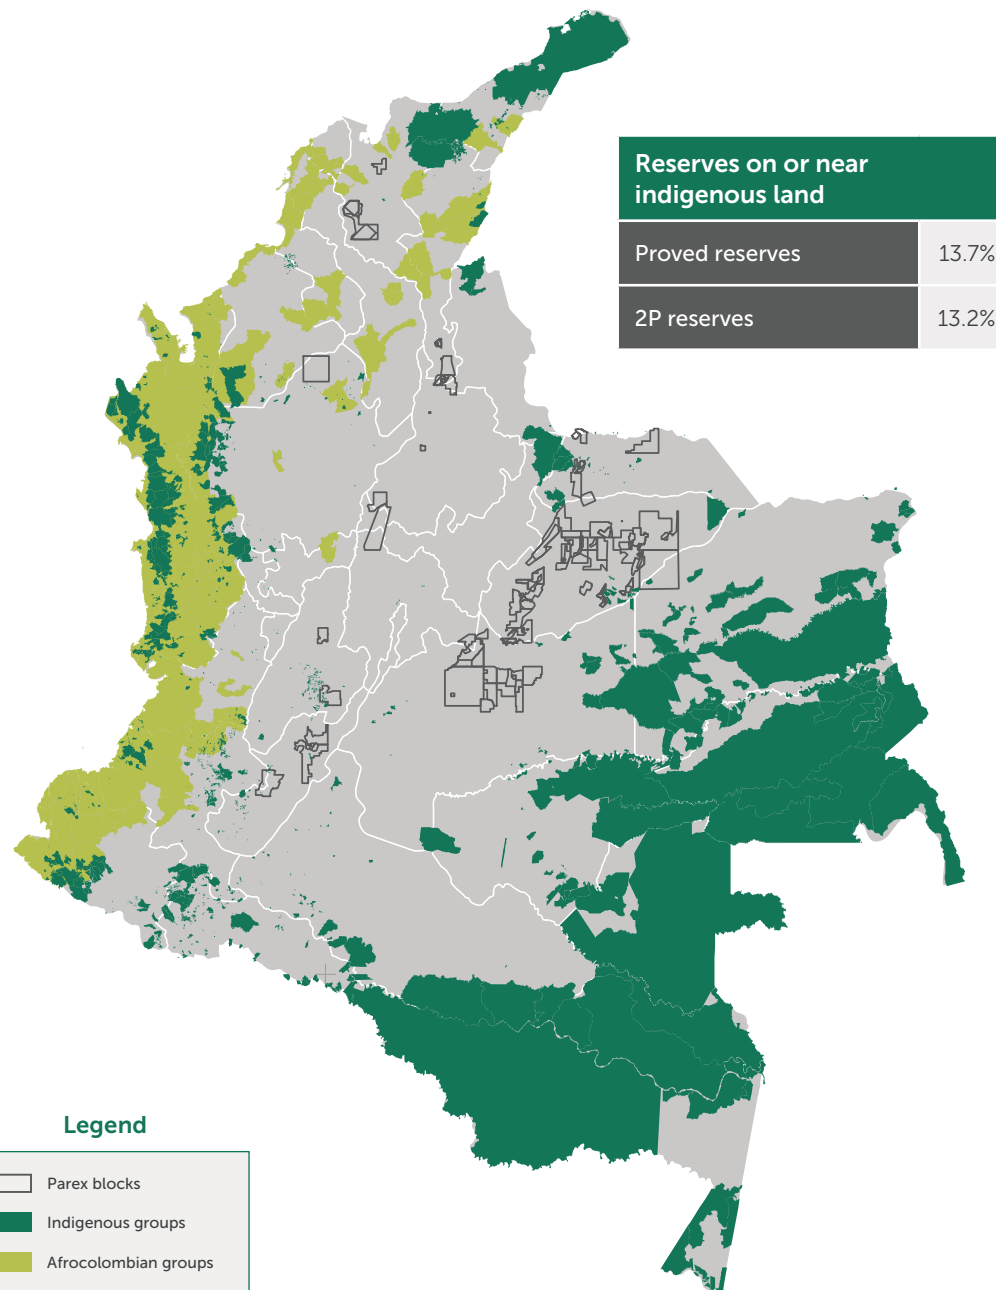 Reserves on or near
indigenous land
Proved reserves 13.7%
2P reserves 13.2%
Legend
Parex blocks
Indigenous groups
Afrocolombian groups